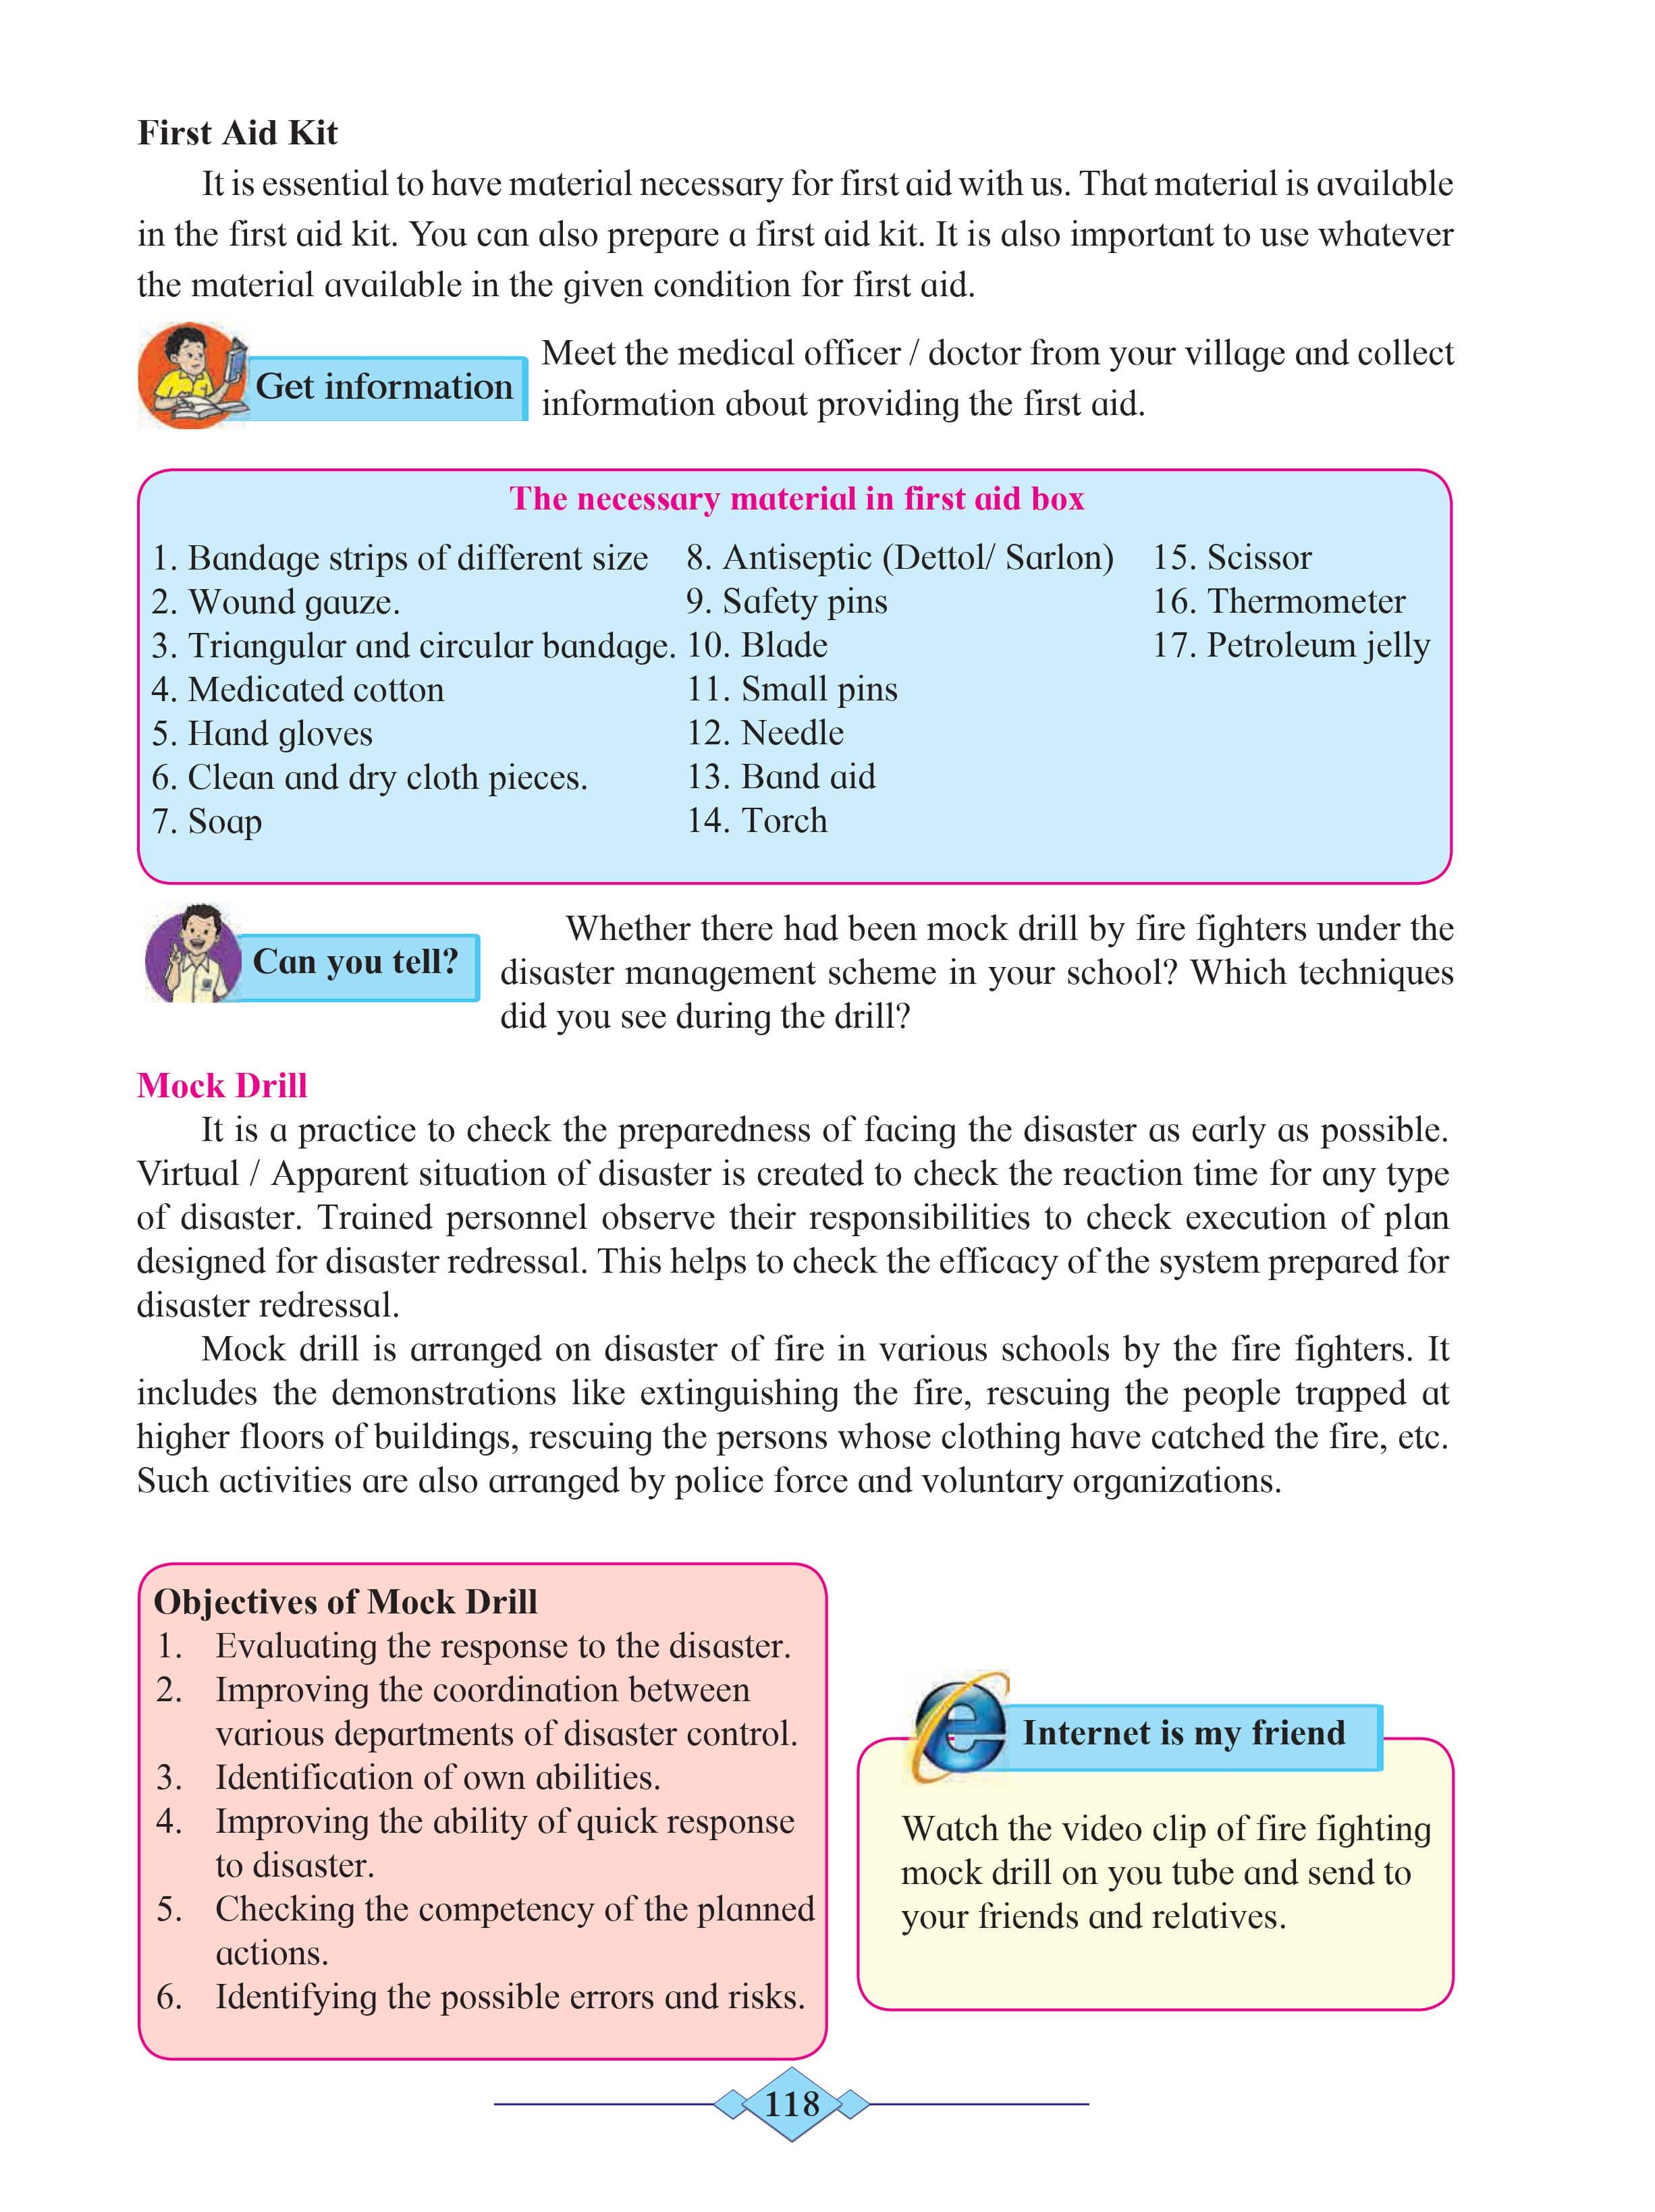 First Aid Kit
It is essential to have material necessary for first aid with us. That material is available
in the first aid kit. You can also prepare a first aid kit. It is also important to use whatever
the material available in the given condition for first aid.
Get information
Meet the medical officer / doctor from your village and collect
information about providing the first aid.
The necessary material in first aid box
1. Bandage strips of different size
2. Wound gauze.
3. Triangular and circular bandage.
4. Medicated cotton
5. Hand gloves
6. Clean and dry cloth pieces.
7. Soap
8. Antiseptic (Dettol/ Sarlon)
9. Safety pins
10. Blade
11. Small pins
12. Needle
13. Band aid
14. Torch
15. Scissor
16. Thermometer
17. Petroleum jelly
Can you tell?
Whether there had been mock drill by fire fighters under the
disaster management scheme in your school? Which techniques
did you see during the drill?
Mock Drill
It is a practice to check the preparedness of facing the disaster as early as possible.
Virtual / Apparent situation of disaster is created to check the reaction time for any type
of disaster. Trained personnel observe their responsibilities to check execution of plan
designed for disaster redressal. This helps to check the efficacy of the system prepared for
disaster redressal.
Mock drill is arranged on disaster of fire in various schools by the fire fighters. It
includes the demonstrations like extinguishing the fire, rescuing the people trapped at
higher floors of buildings, rescuing the persons whose clothing have catched the fire, etc.
Such activities are also arranged by police force and voluntary organizations.
Objectives of Mock Drill
1. Evaluating the response to the disaster.
2. Improving the coordination between
various departments of disaster control.
3. Identification of own abilities.
4. Improving the ability of quick response
to disaster.
5. Checking the competency of the planned
actions.
6. Identifying the possible errors and risks.
Internet is my friend
Watch the video clip of fire fighting
mock drill on you tube and send to
your friends and relatives.
118